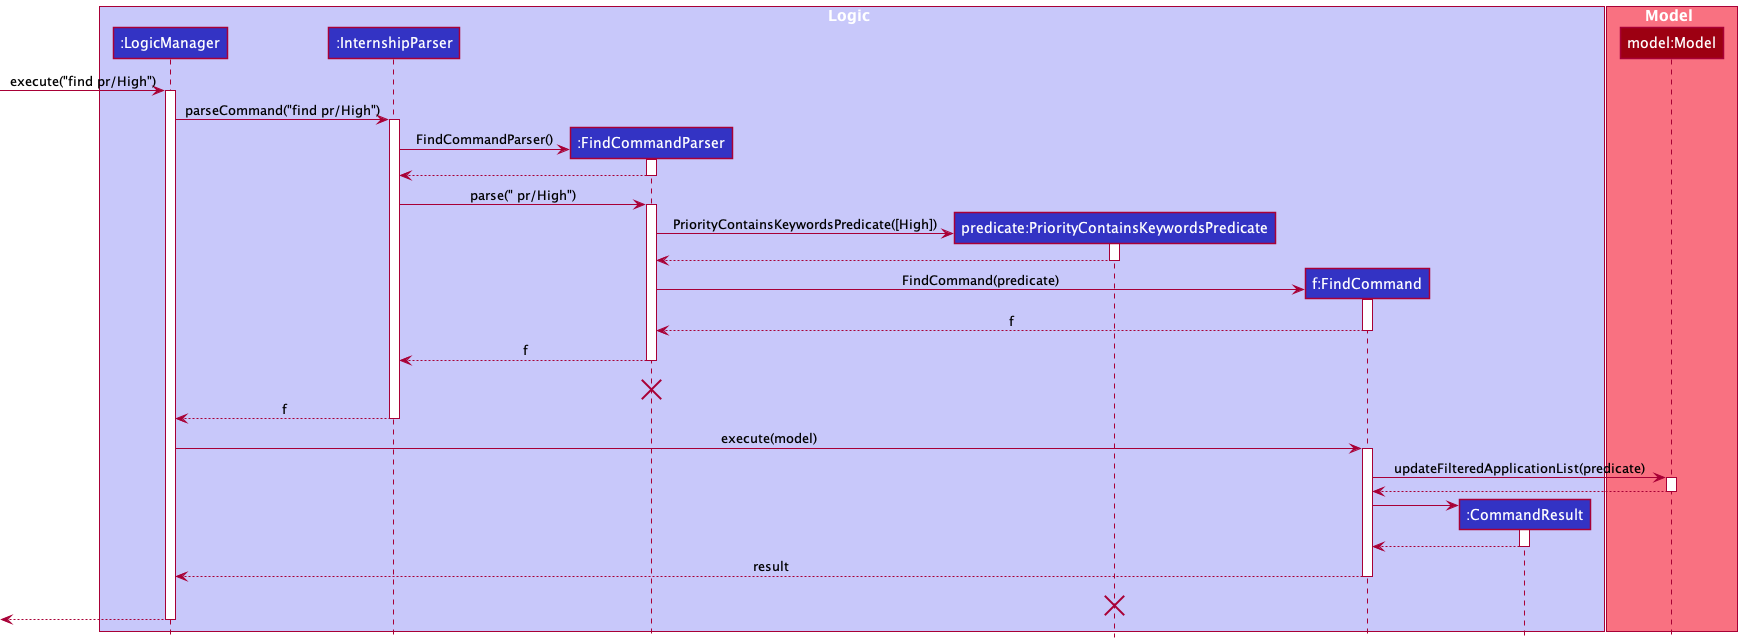 Logic
Model
:LogicManager
:InternshipParser
model:Model
execute("find pr/High")
parseCommand("find pr/High")
FindCommandParser()
:FindCommandParser
parse(" pr/High")
PriorityContainsKeywordsPredicate([High])
predicate:PriorityContainsKeywordsPredicate
FindCommand(predicate)
f:FindCommand
f
f
f
execute(model)
updateFilteredApplicationList(predicate)
:CommandResult
result